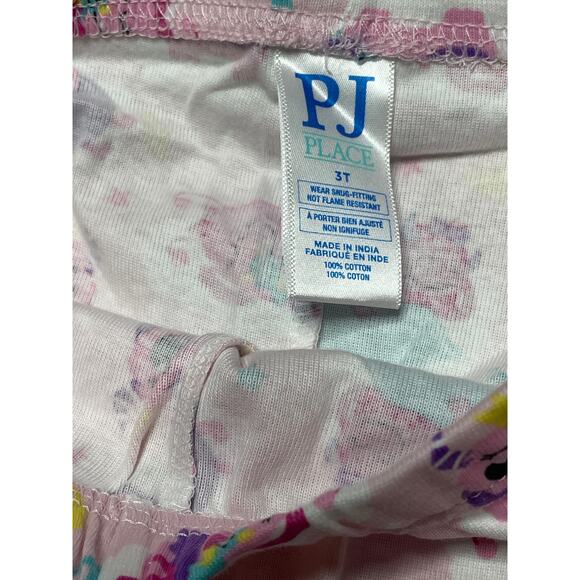 PJ
PLACE
3T
WEAR SNUG-FITTING
NOT FLAME RESISTANT
À PORTER BIEN AJUSTÉ
NON IGNIFUGE
MADE IN INDIA
FABRIQUÉ EN INDE
100% COTTON
100% COTON